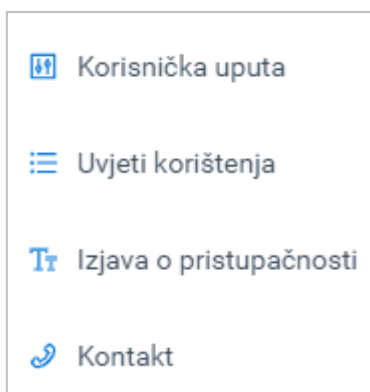 Korisnička uputa
Uvjeti korištenja
Izjava o pristupačnosti
Kontakt